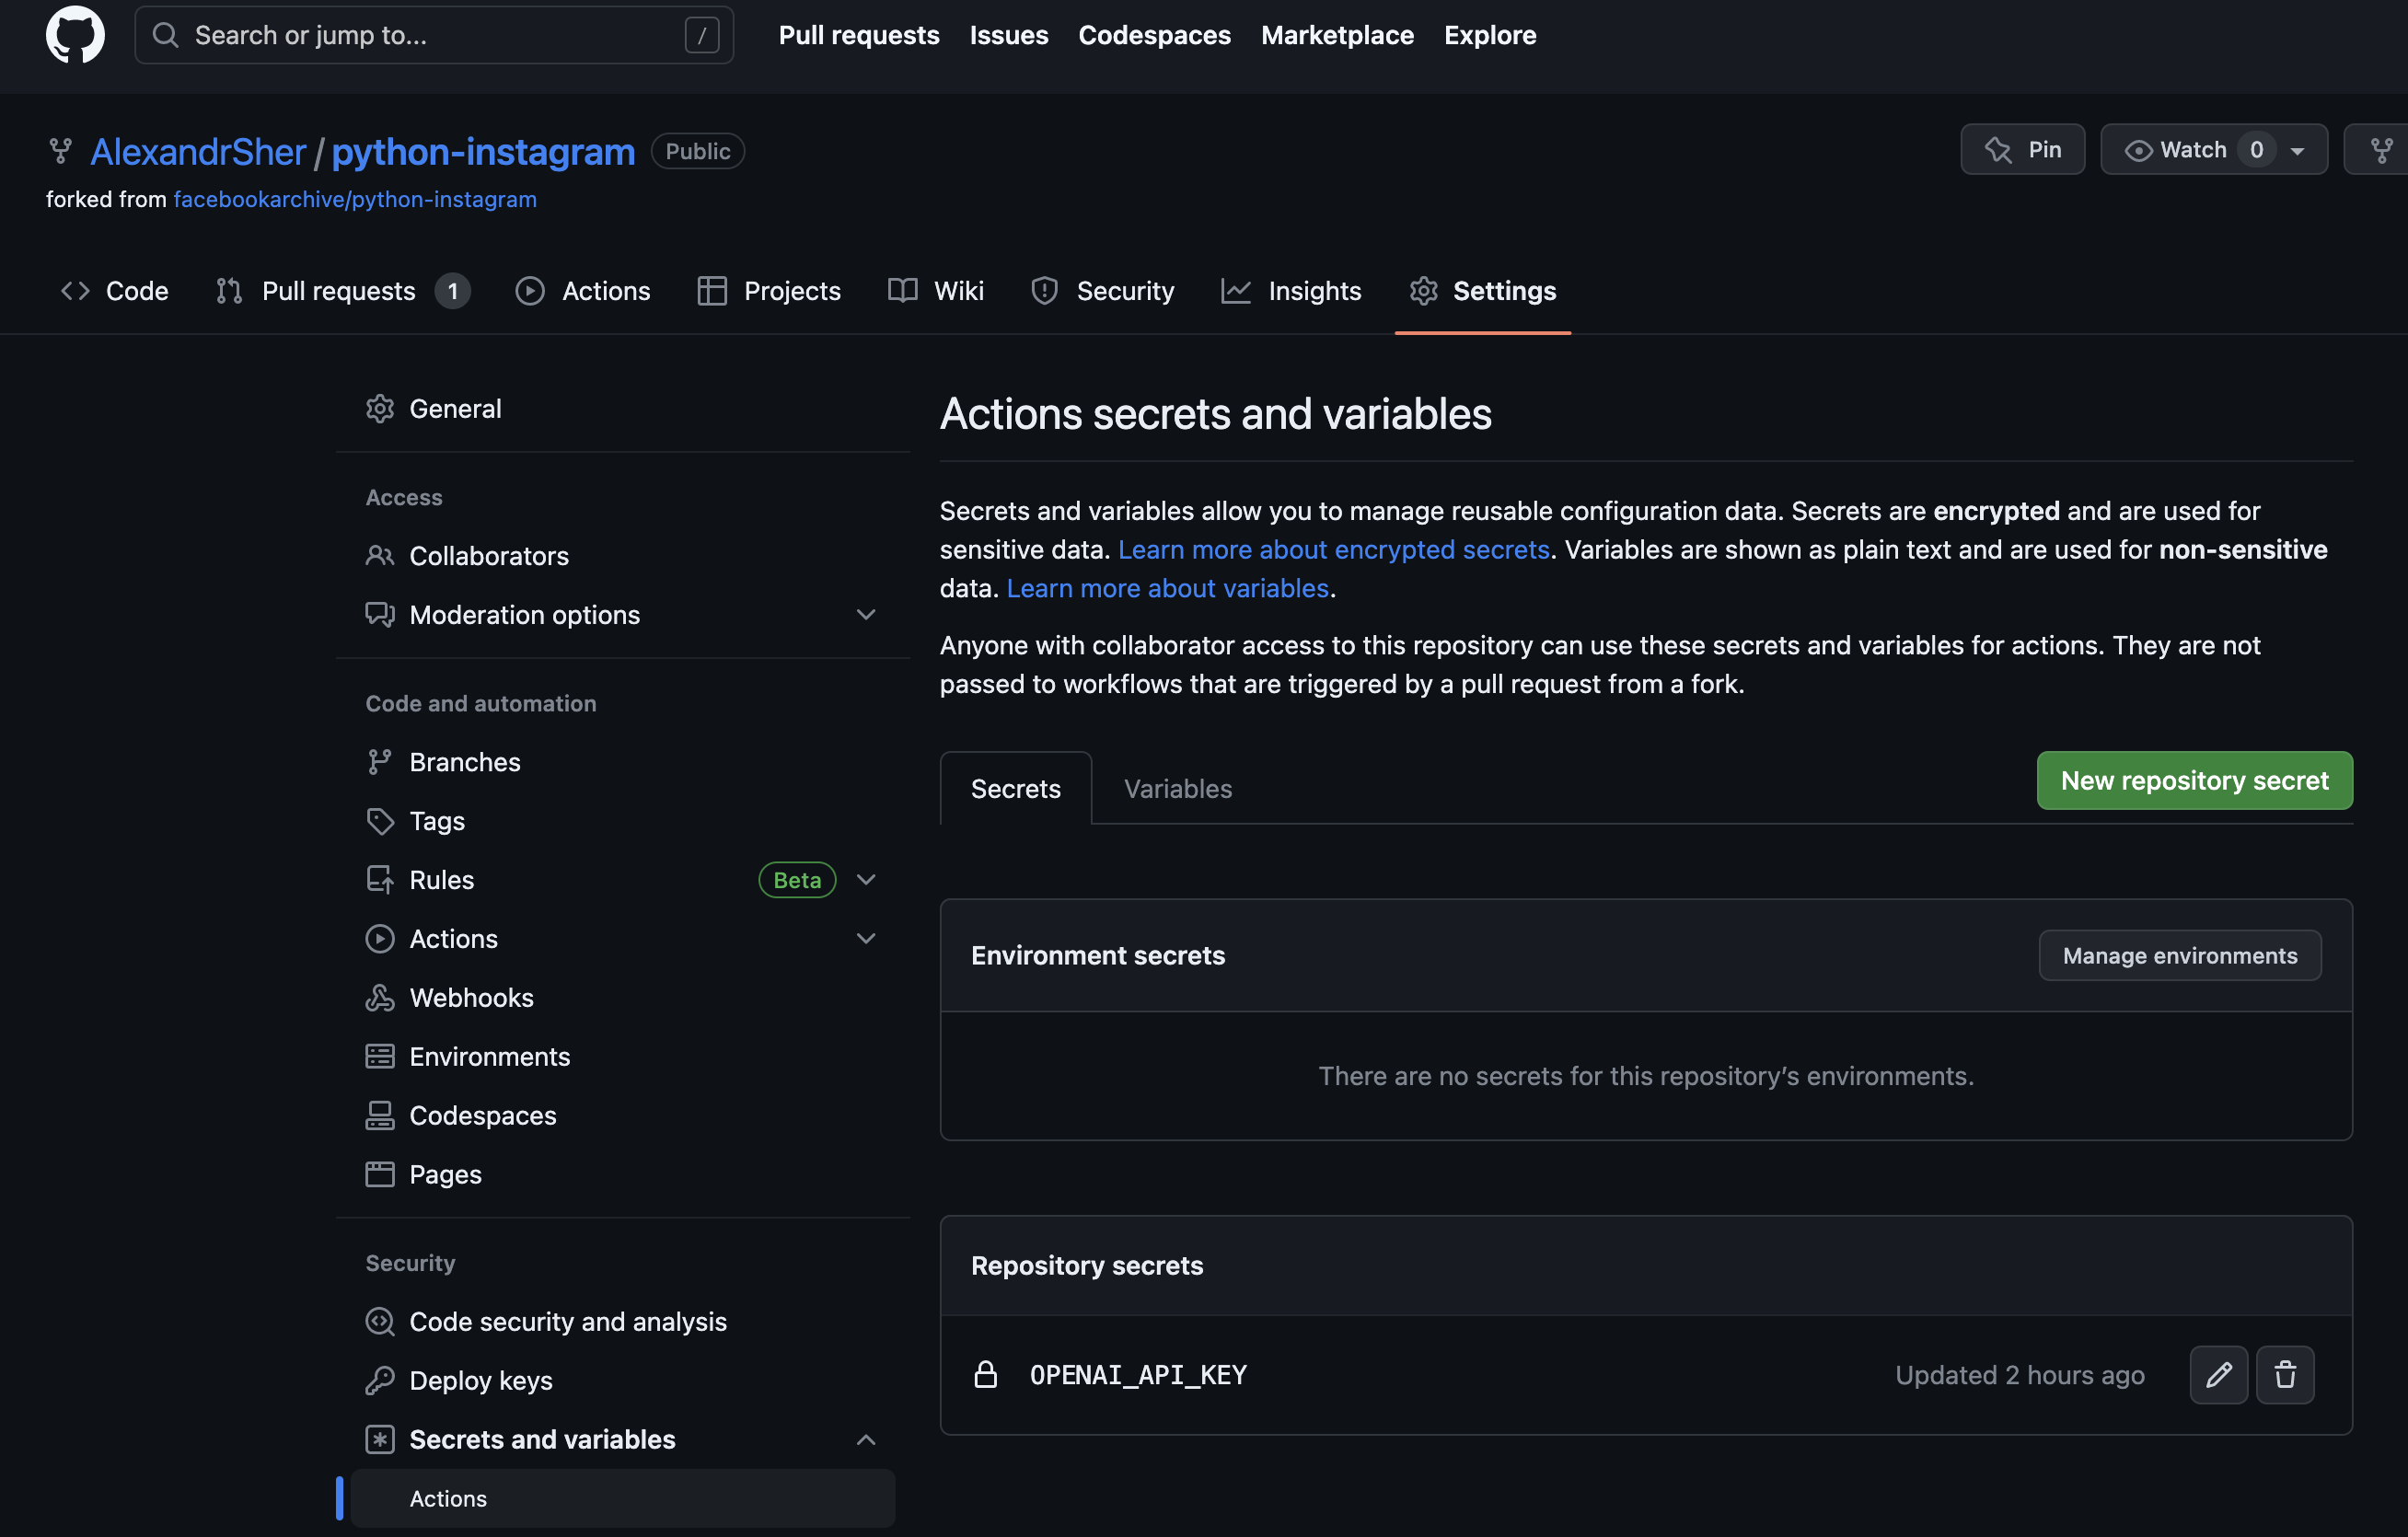 Search or jump to... /
Pull requests Issues Codespaces Marketplace Explore
AlexandrSher / python-instagram Public
Pin Watch 0
forked from facebookarchive/python-instagram
Code Pull requests 1 Actions Projects Wiki Security Insights Settings
General
Access
Collaborators
Moderation options
Code and automation
Branches
Tags
Rules Beta
Actions
Webhooks
Environments
Codespaces
Pages
Security
Code security and analysis
Deploy keys
Secrets and variables
Actions
Actions secrets and variables
Secrets and variables allow you to manage reusable configuration data. Secrets are encrypted and are used for
sensitive data. Learn more about encrypted secrets. Variables are shown as plain text and are used for non-sensitive
data. Learn more about variables.
Anyone with collaborator access to this repository can use these secrets and variables for actions. They are not
passed to workflows that are triggered by a pull request from a fork.
Secrets Variables New repository secret
Environment secrets Manage environments
There are no secrets for this repository’s environments.
Repository secrets
OPENAI_API_KEY Updated 2 hours ago